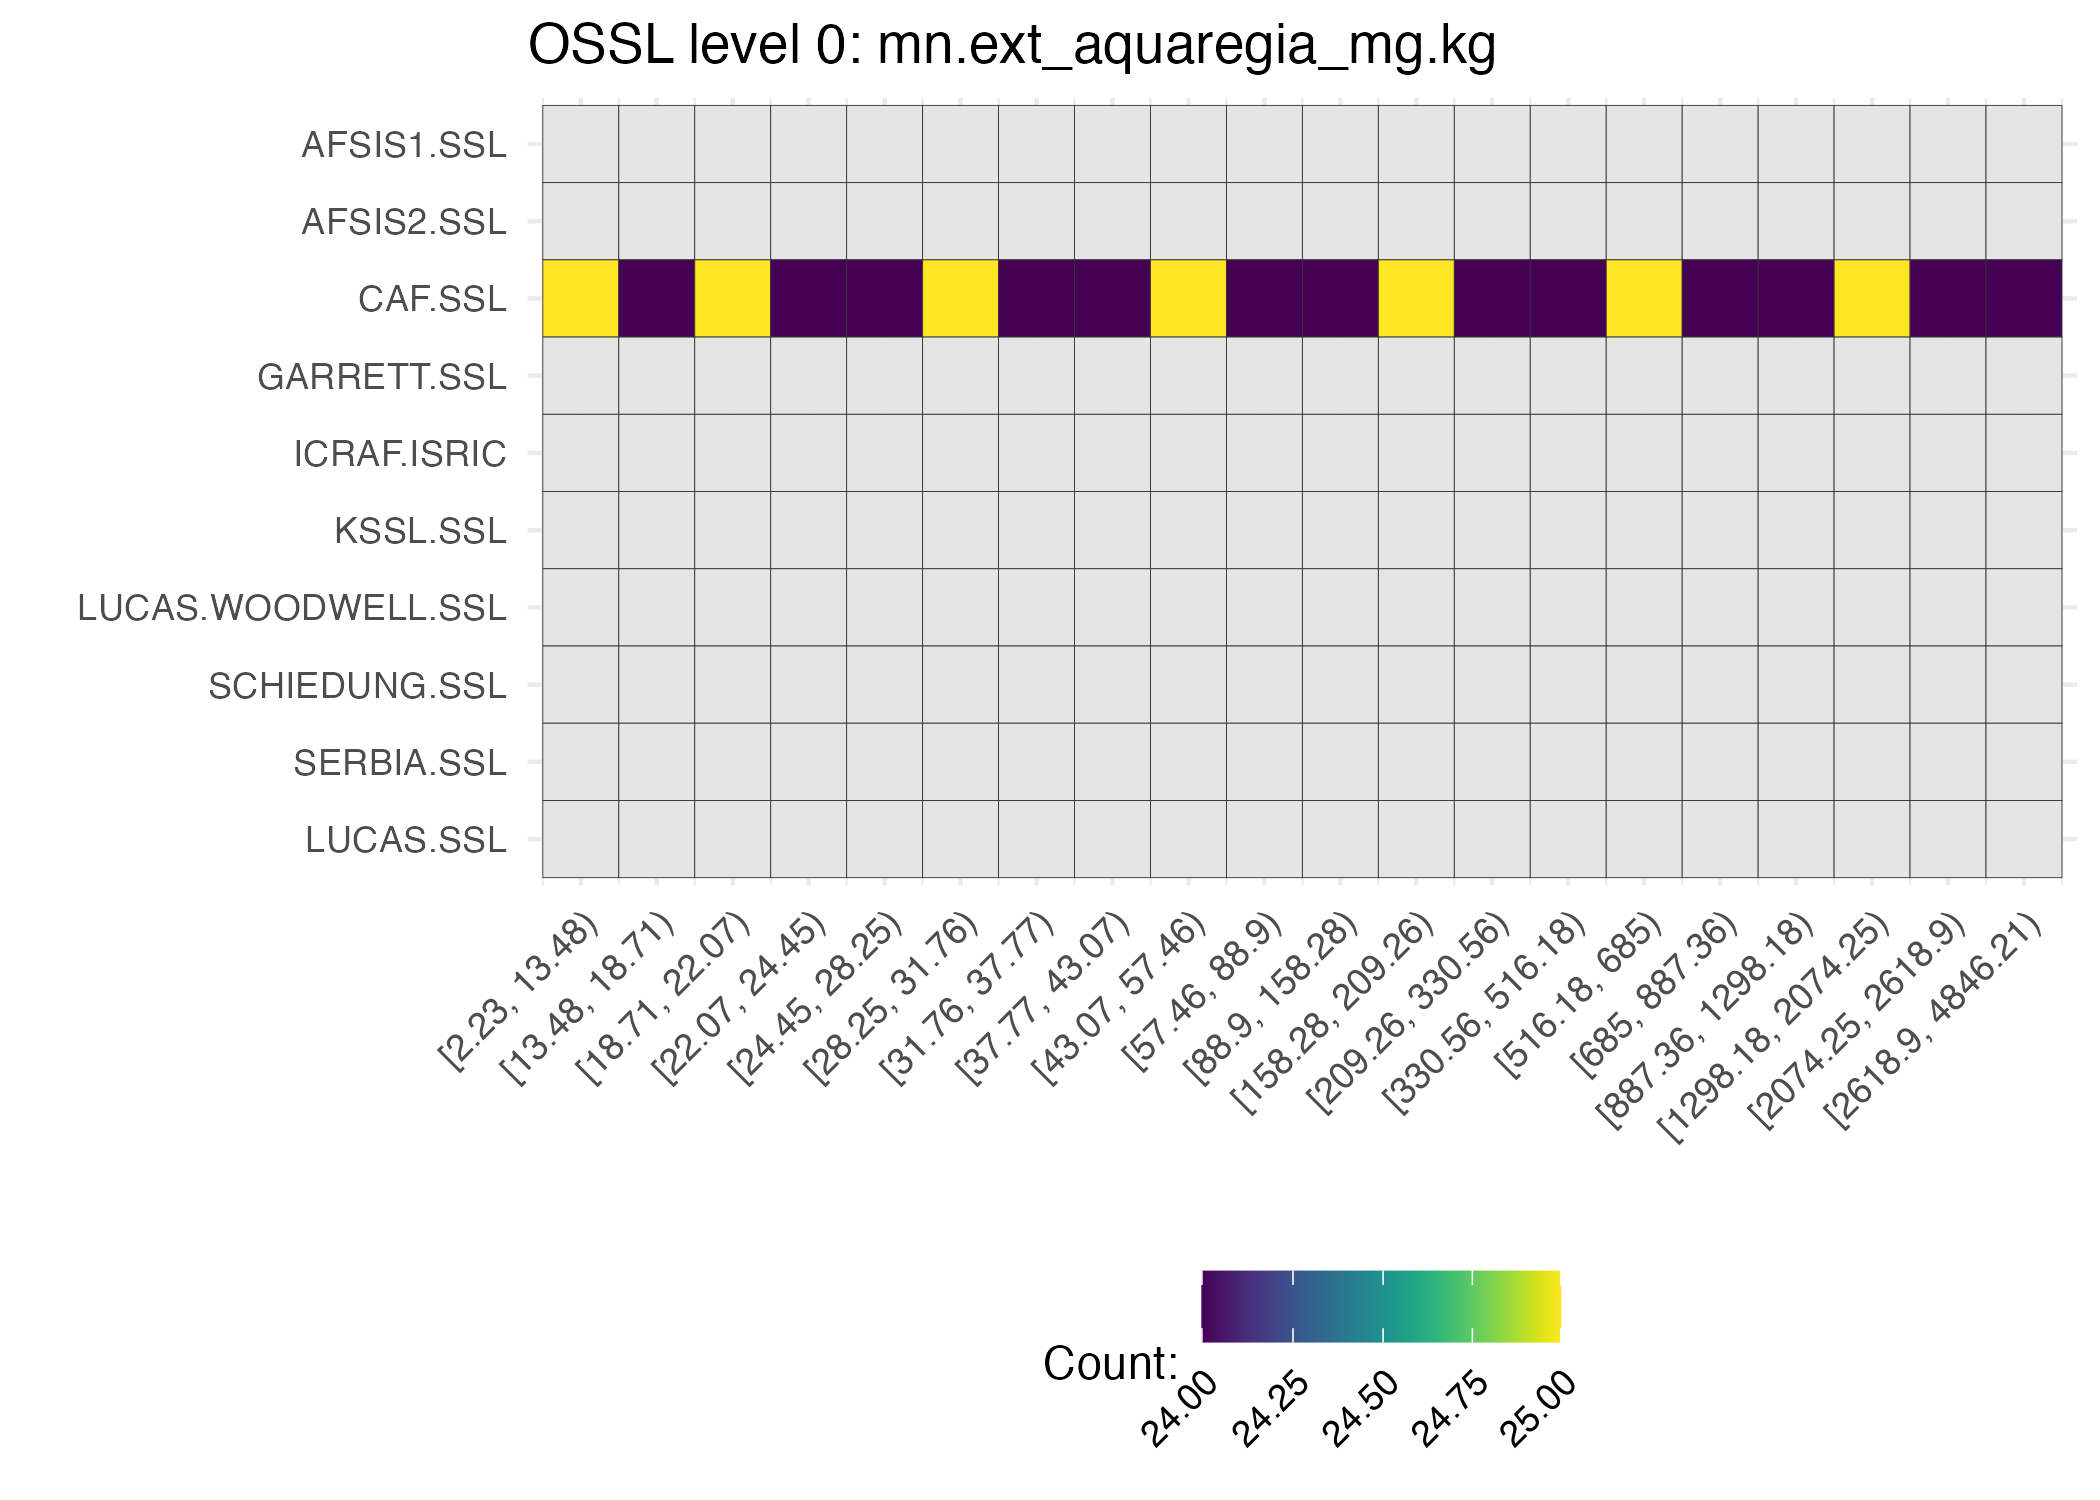 OSSL level 0: mn.ext_aquaregia_mg.kg
AFSIS1.SSL
AFSIS2.SSL
CAF.SSL
GARRETT.SSL
ICRAF.ISRIC
KSSL.SSL
LUCAS.WOODWELL.SSL
SCHIEDUNG.SSL
SERBIA.SSL
LUCAS.SSL
[2.23, 13.48)
[13.48, 18.71)
[18.71, 22.07)
[22.07, 24.45)
[24.45, 28.25)
[28.25, 31.76)
[31.76, 37.77)
[37.77, 43.07)
[43.07, 57.46)
[57.46, 88.9)
[88.9, 158.28)
[158.28, 209.26)
[209.26, 330.56)
[330.56, 516.18)
[516.18, 685)
[685, 887.36)
[887.36, 1298.18)
[1298.18, 2074.25)
[2074.25, 2618.9)
[2618.9, 4846.21)
Count:
24.00
24.25
24.50
24.75
25.00